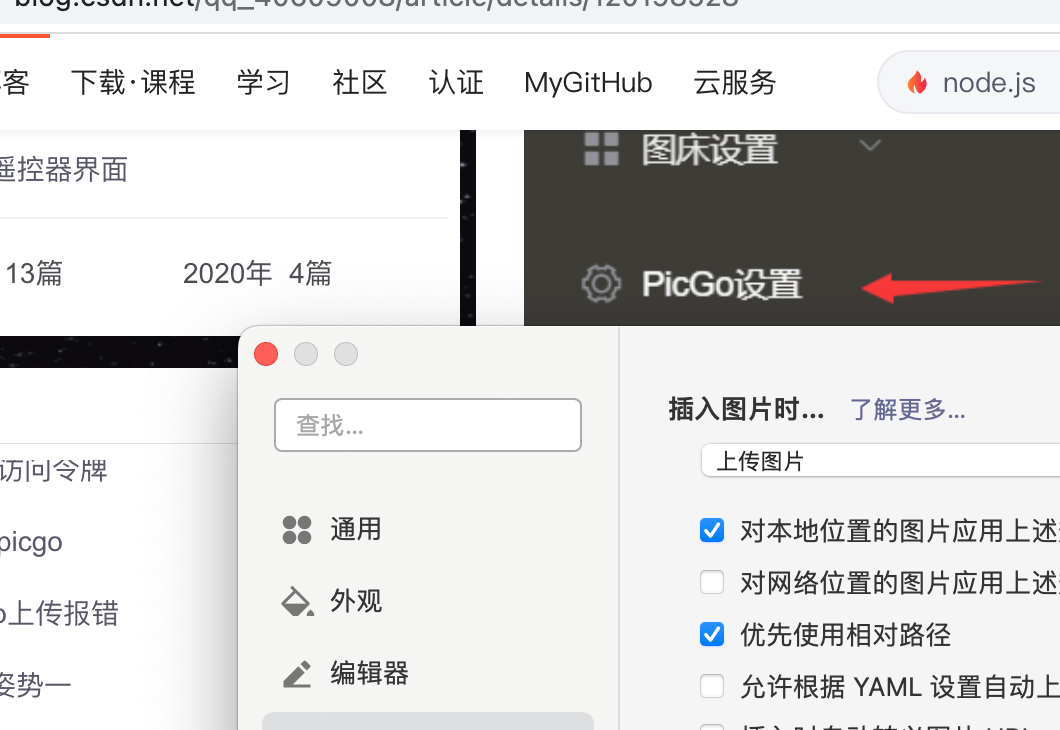 blog.csdn.net/qq_40609008/article/details/120198528
客 下载·课程 学习 社区 认证 MyGitHub 云服务 node.js
遥控器界面
图床设置
13篇 2020年 4篇
PicGo设置
查找...
插入图片时... 了解更多...
上传图片
访问令牌
通用
对本地位置的图片应用上述
picgo
对网络位置的图片应用上述
外观
上传报错
优先使用相对路径
编辑器
姿势一
允许根据 YAML 设置自动上